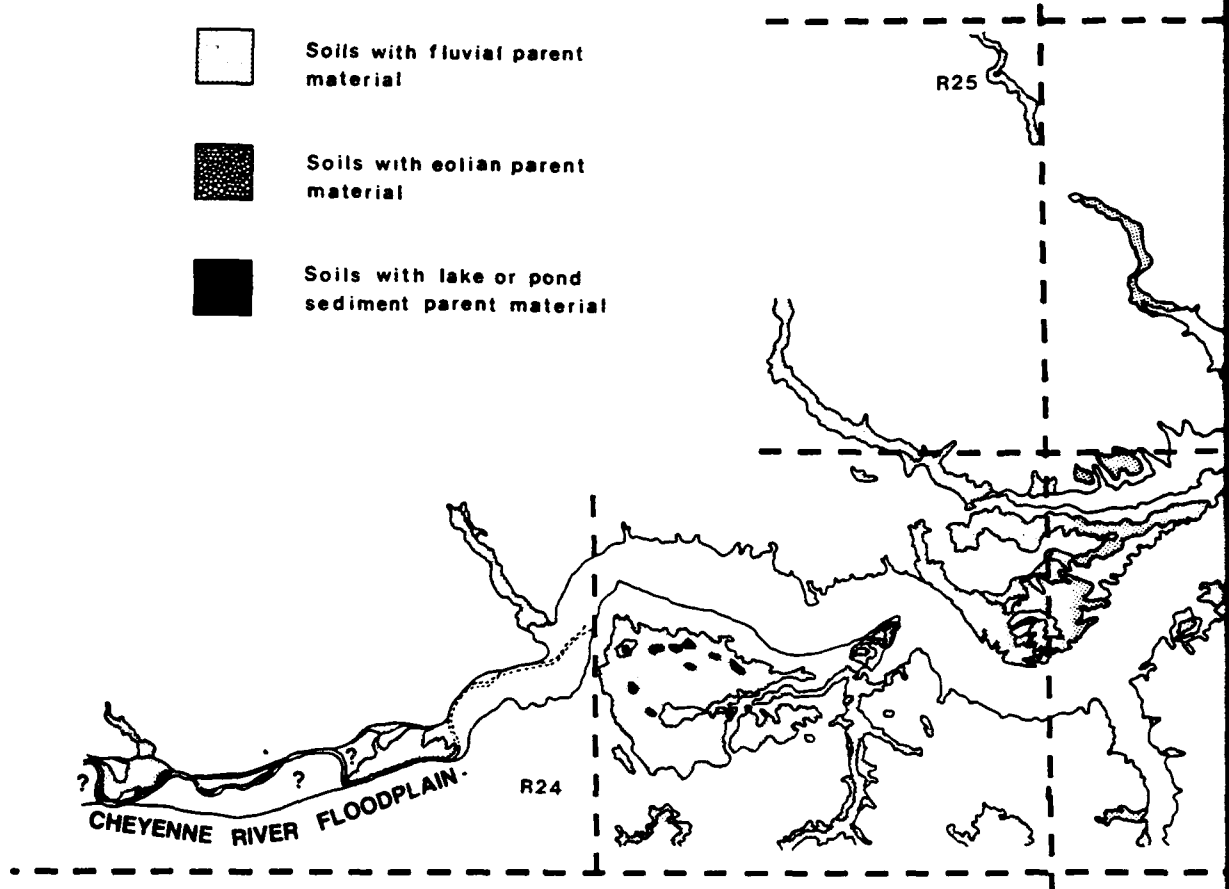 Soils with fluvial parent
material
R25
Soils with eolian parent
material
Soils with lake or pond
sediment parent material
?
?
?
R24
CHEYENNE RIVER FLOODPLAIN